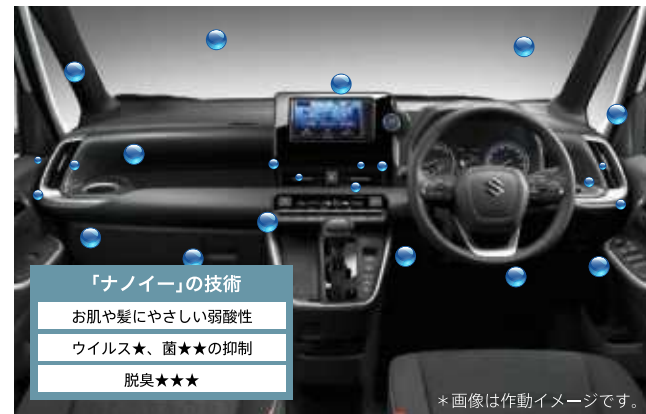 「ナノイー」の技術
お肌や髪にやさしい弱酸性
ウイルス★、菌★★の抑制
脱臭★★★
＊画像は作動イメージです。